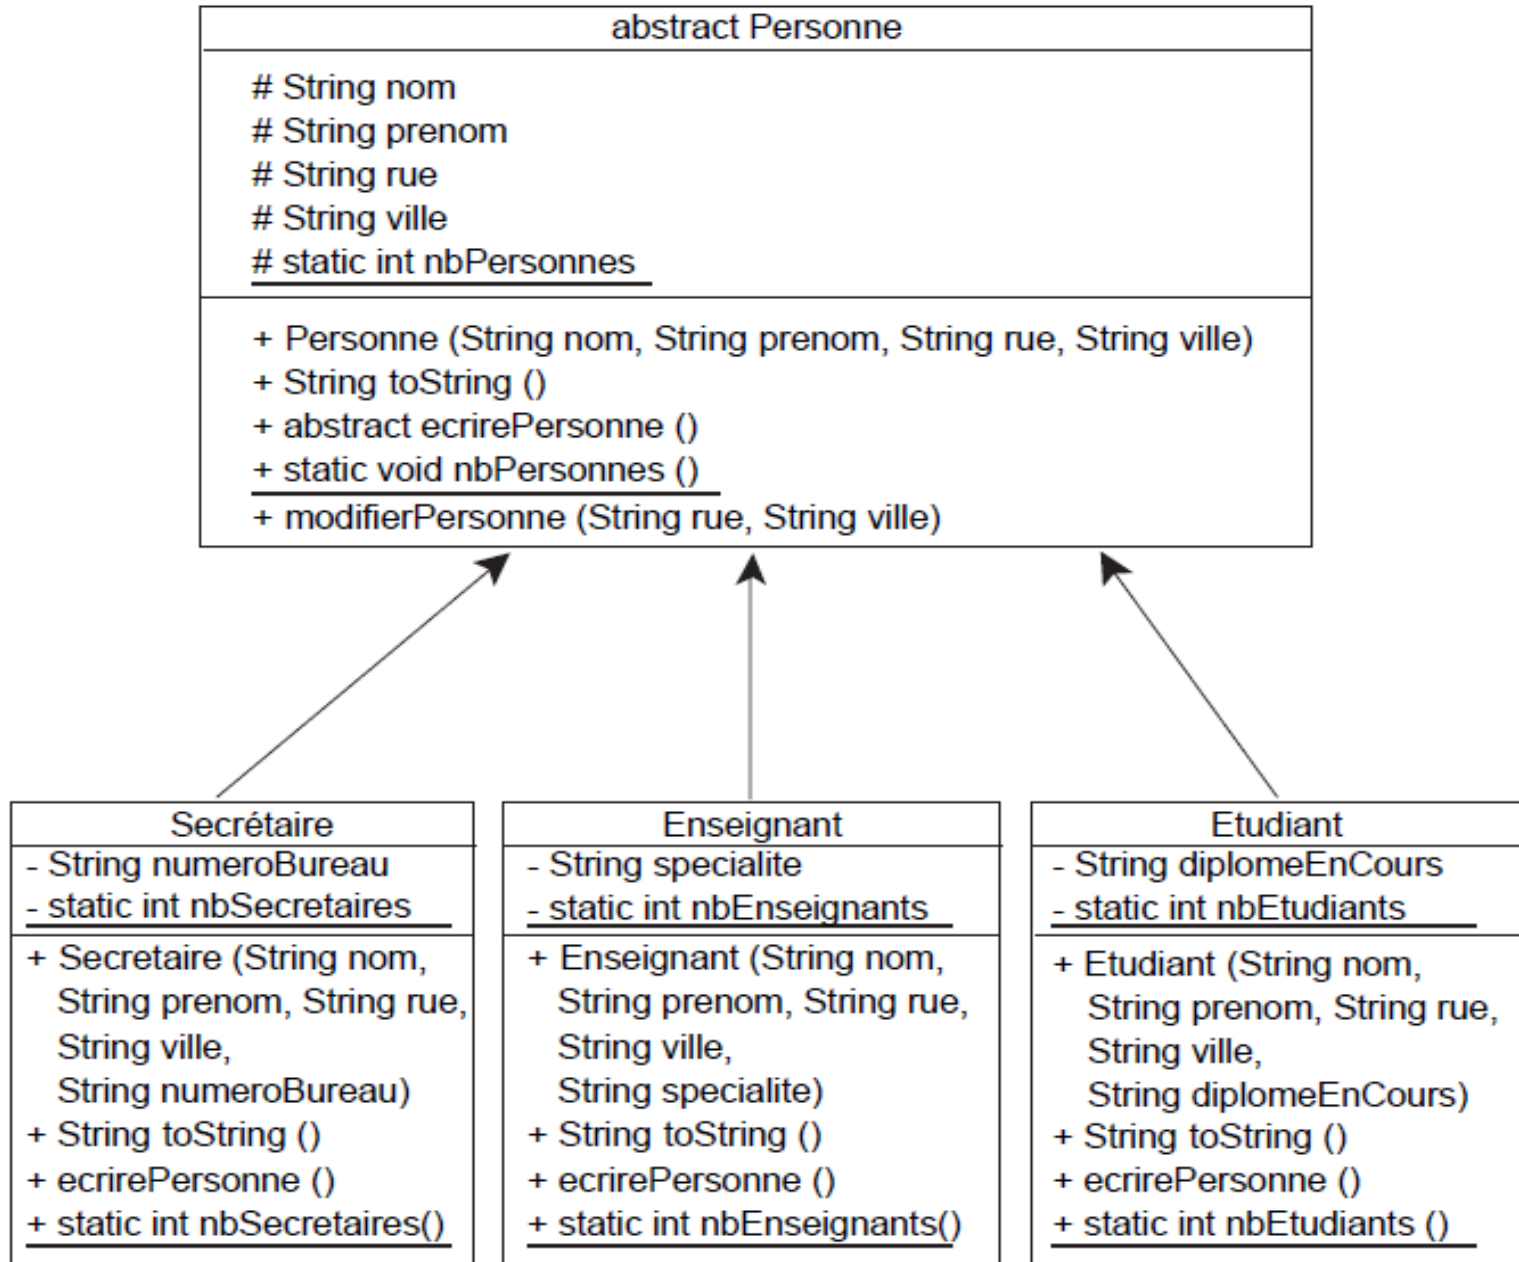 abstract Personne
# String nom
# String prenom
# String rue
# String ville
# static int nbPersonnes
+ Personne (String nom, String prenom, String rue, String ville)
+ String toString ()
+ abstract ecrirePersonne ()
+ static void nbPersonnes ()
+ modifierPersonne (String rue, String ville)
Secrétaire
- String numeroBureau
- static int nbSecretaires
+ Secretaire (String nom,
String prenom, String rue,
String ville,
String numeroBureau)
+ String toString ()
+ ecrirePersonne ()
+ static int nbSecretaires()
Enseignant
- String specialite
- static int nbEnseignants
+ Enseignant (String nom,
String prenom, String rue,
String ville,
String specialite)
+ String toString ()
+ ecrirePersonne ()
+ static int nbEnseignants()
Etudiant
- String diplomeEnCours
- static int nbEtudiants
+ Etudiant (String nom,
String prenom, String rue,
String ville,
String diplomeEnCours)
+ String toString ()
+ ecrirePersonne ()
+ static int nbEtudiants ()